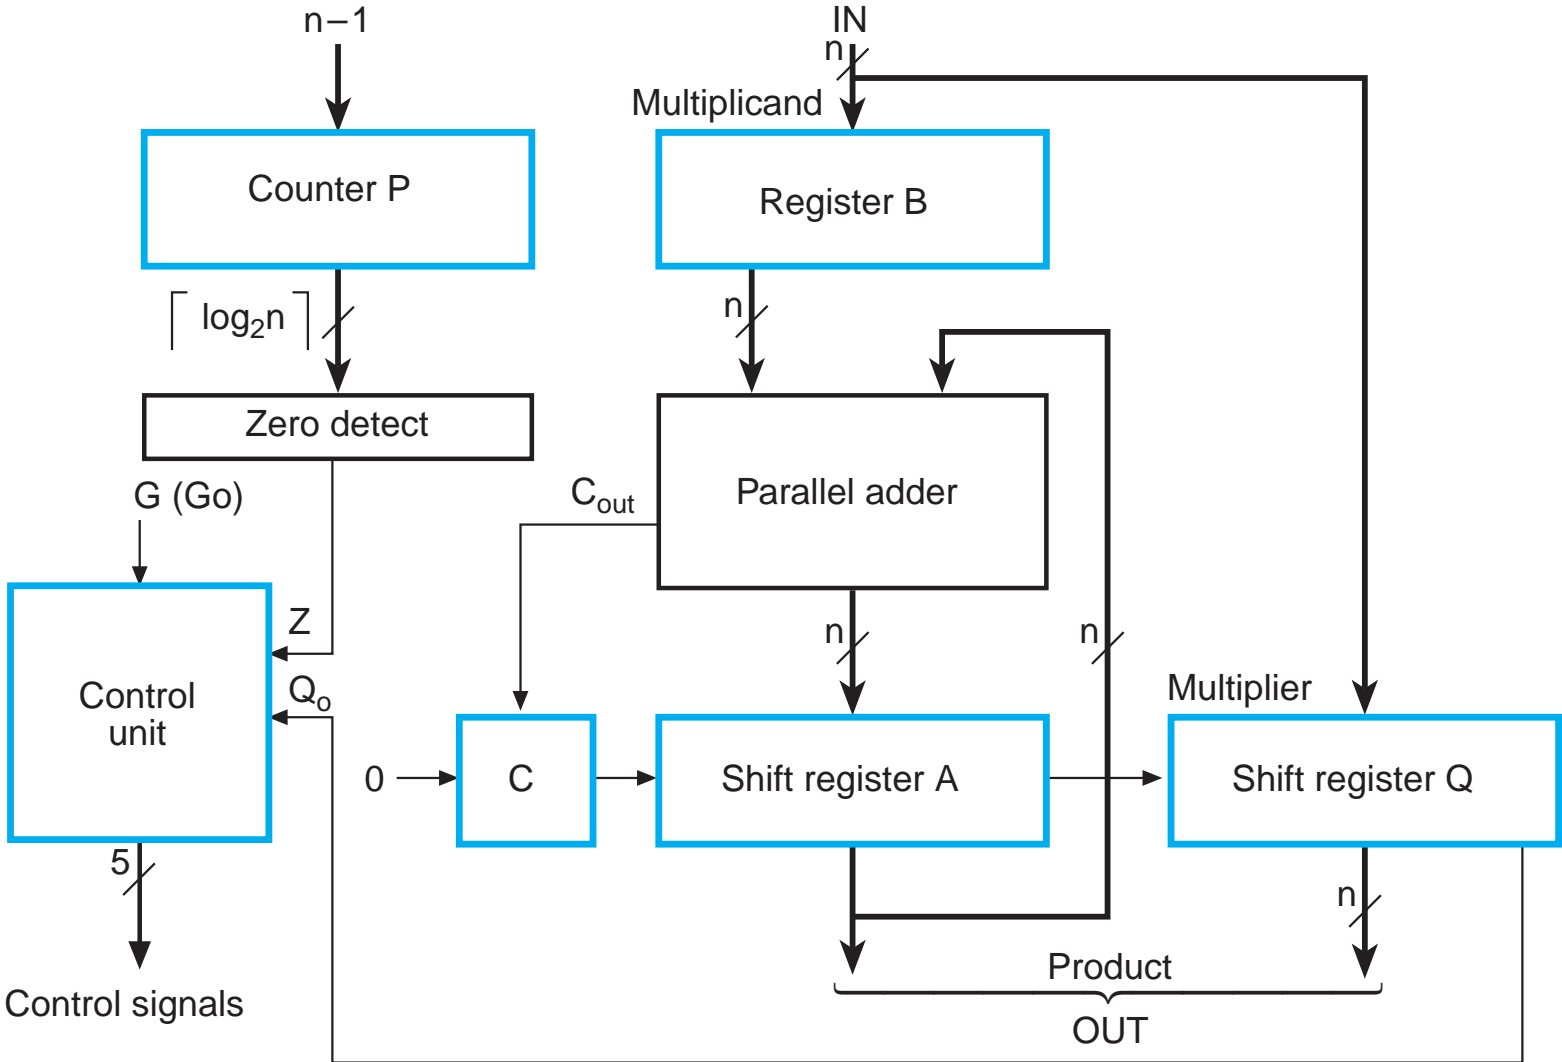 n–1
IN
n
Multiplicand
Counter P
Register B
⌈log₂n⌉
n
Zero detect
G (Go)
Cout
Parallel adder
Z
n
n
Qo
Control
unit
Multiplier
0
C
Shift register A
Shift register Q
5
n
Control signals
Product
OUT